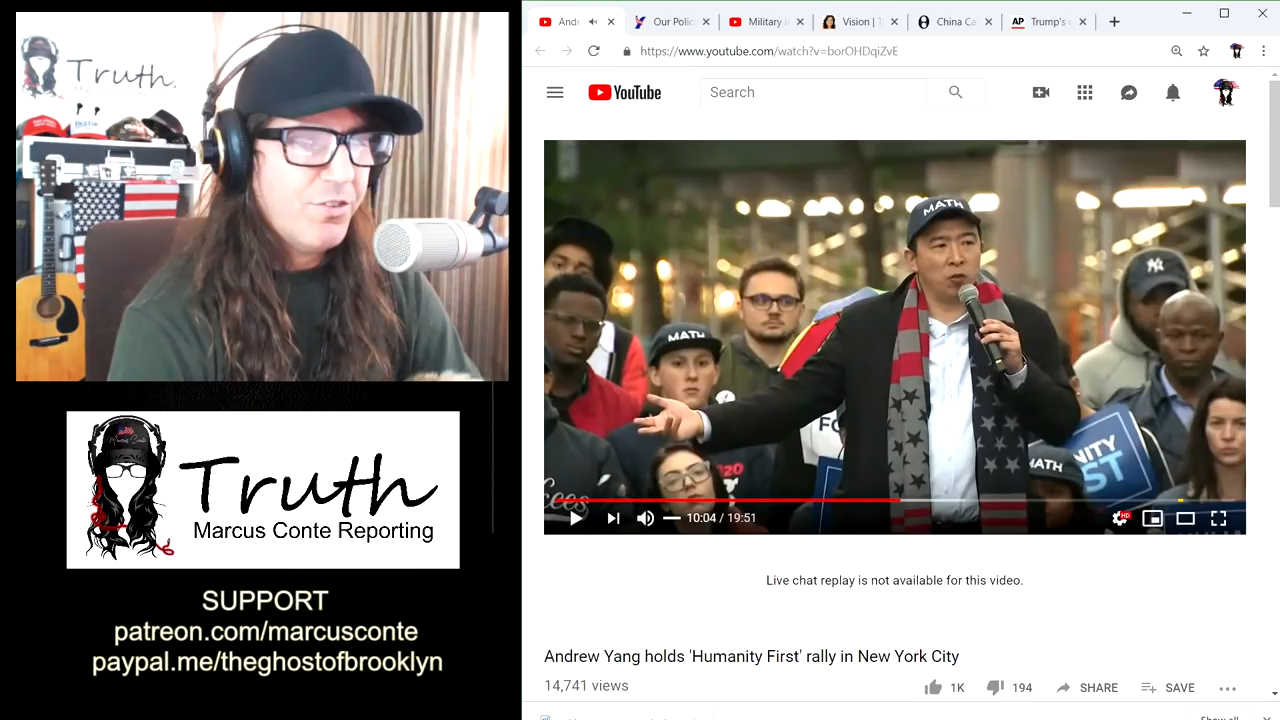 Truth.
Truth
Marcus Conte Reporting
SUPPORT
patreon.com/marcusconte
paypal.me/theghostofbrooklyn
Our Polic
Military i
Vision | T
China Ca
AP
Trump's c
https://www.youtube.com/watch?v=borOHDqiZvE
YouTube
Search
MATH
MATH
MATH
10:04 / 19:51
HD
Live chat replay is not available for this video.
Andrew Yang holds 'Humanity First' rally in New York City
14,741 views
1K
194
SHARE
SAVE